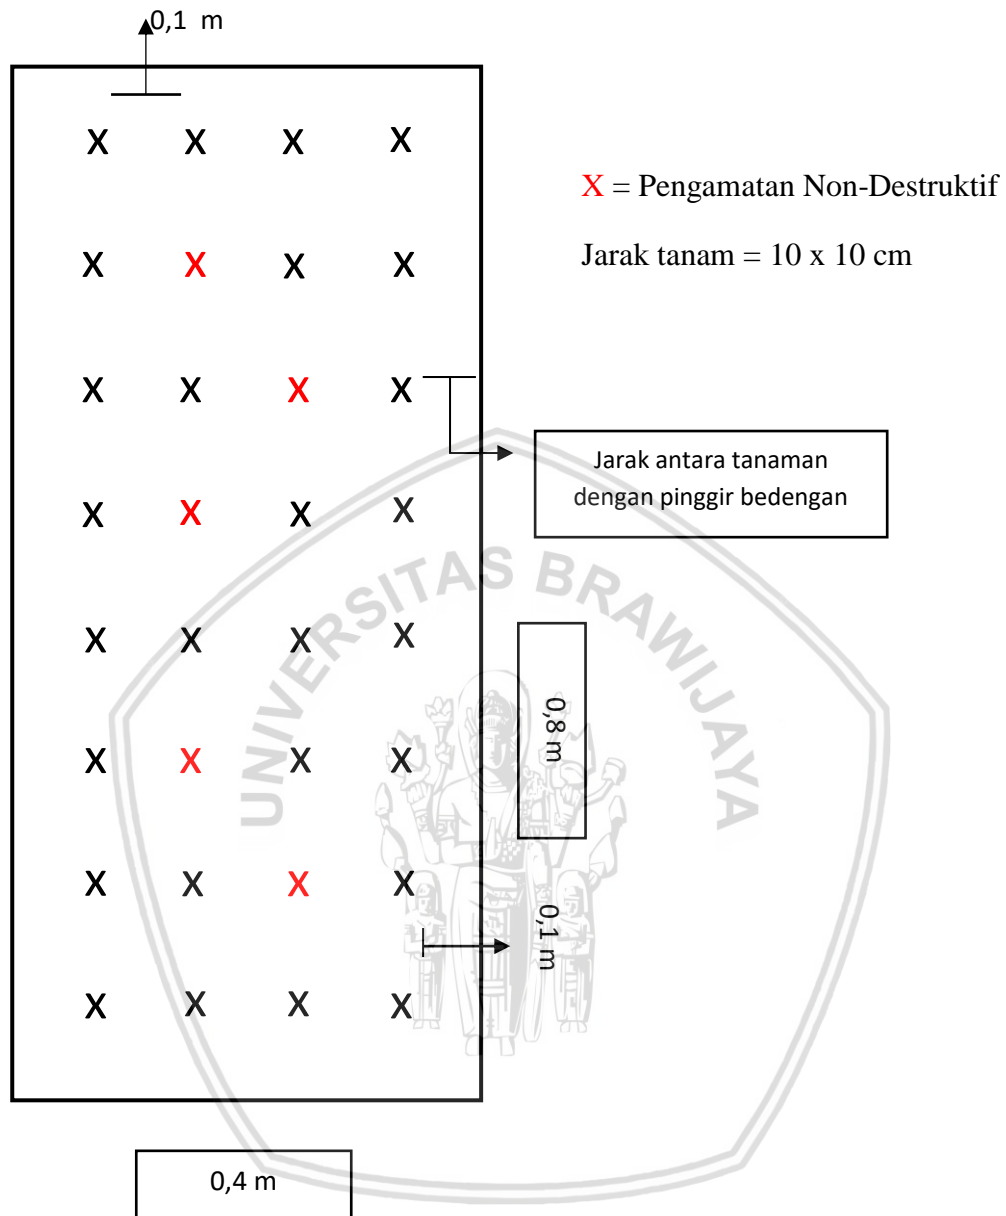 0,1 m
X X X X
X X X X
X X X X
X X X X
X X X X
X X X X
X X X X
X X X X
X = Pengamatan Non-Destruktif
Jarak tanam = 10 x 10 cm
Jarak antara tanaman
dengan pinggir bedengan
0,8 m
0,1 m
0,4 m
UNIVERSITAS BRAWIJAYA